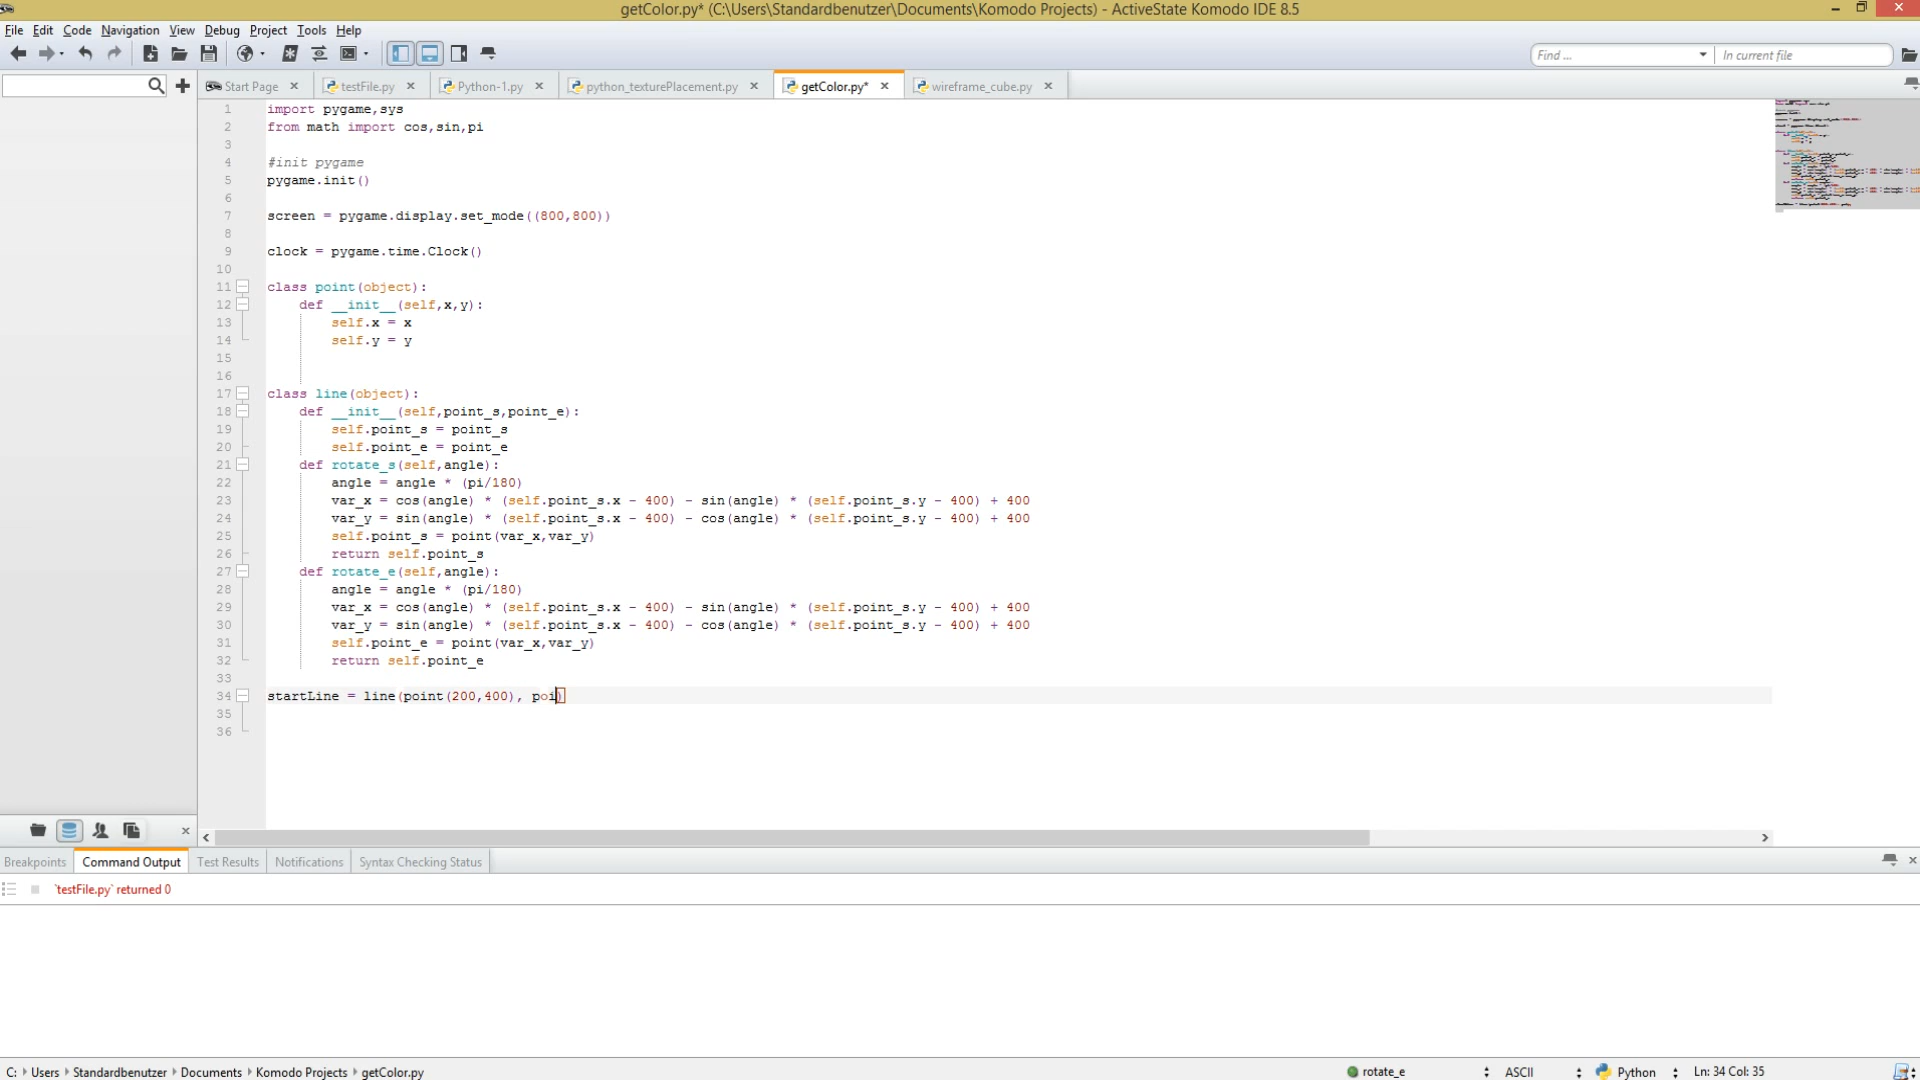 getColor.py* (C:\Users\Standardbenutzer\Documents\Komodo Projects) - ActiveState Komodo IDE 8.5
File Edit Code Navigation View Debug Project Tools Help
Find ... In current file
Start Page testFile.py Python-1.py python_texturePlacement.py getColor.py* wireframe_cube.py
1 import pygame,sys
2 from math import cos,sin,pi
3
4 #init pygame
5 pygame.init()
6
7 screen = pygame.display.set_mode((800,800))
8
9 clock = pygame.time.Clock()
10
11 class point(object):
12 def __init__(self,x,y):
13 self.x = x
14 self.y = y
15
16
17 class line(object):
18 def __init__(self,point_s,point_e):
19 self.point_s = point_s
20 self.point_e = point_e
21 def rotate_s(self,angle):
22 angle = angle * (pi/180)
23 var_x = cos(angle) * (self.point_s.x - 400) - sin(angle) * (self.point_s.y - 400) + 400
24 var_y = sin(angle) * (self.point_s.x - 400) - cos(angle) * (self.point_s.y - 400) + 400
25 self.point_s = point(var_x,var_y)
26 return self.point_s
27 def rotate_e(self,angle):
28 angle = angle * (pi/180)
29 var_x = cos(angle) * (self.point_s.x - 400) - sin(angle) * (self.point_s.y - 400) + 400
30 var_y = sin(angle) * (self.point_s.x - 400) - cos(angle) * (self.point_s.y - 400) + 400
31 self.point_e = point(var_x,var_y)
32 return self.point_e
33
34 startLine = line(point(200,400), poi)
35
36
Breakpoints Command Output Test Results Notifications Syntax Checking Status
`testFile.py` returned 0
C: Users Standardbenutzer Documents Komodo Projects getColor.py rotate_e ASCII Python Ln: 34 Col: 35